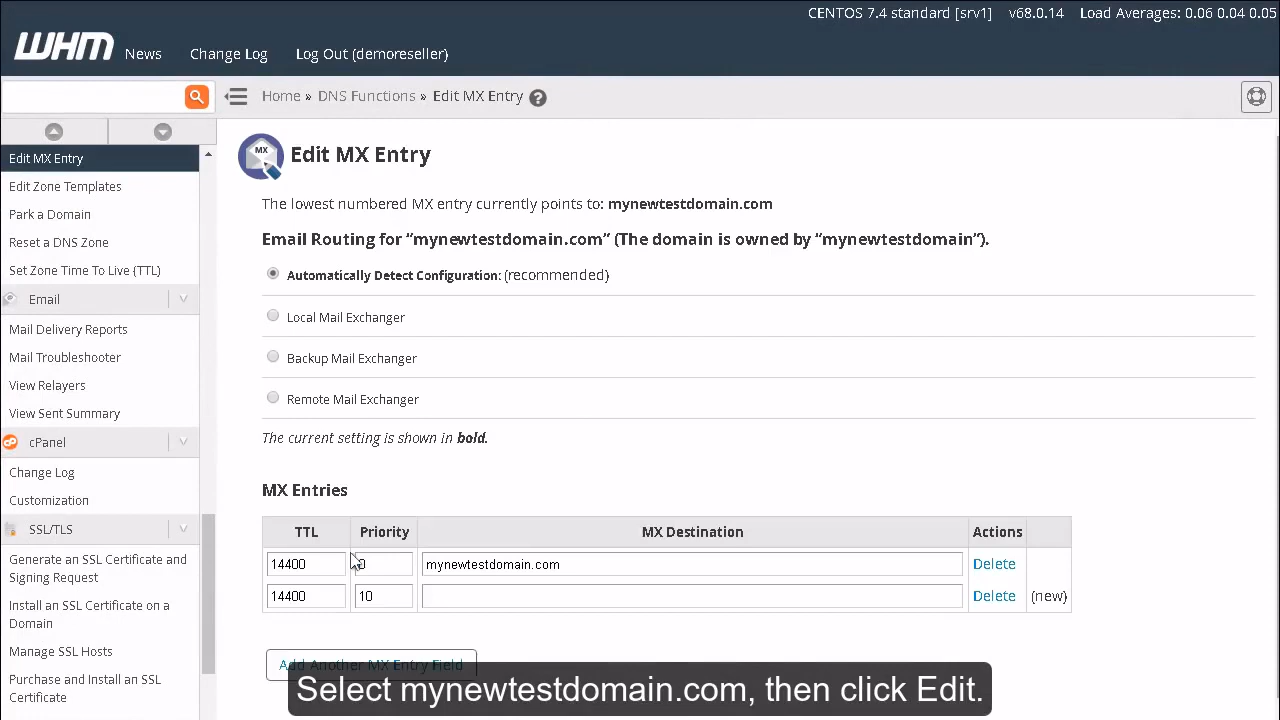 CENTOS 7.4 standard [srv1] v68.0.14 Load Averages: 0.06 0.04 0.05
WHM News Change Log Log Out (demoreseller)
Home » DNS Functions » Edit MX Entry ?
Edit MX Entry
Edit Zone Templates
Park a Domain
Reset a DNS Zone
Set Zone Time To Live (TTL)
Email
Mail Delivery Reports
Mail Troubleshooter
View Relayers
View Sent Summary
cPanel
Change Log
Customization
SSL/TLS
Generate an SSL Certificate and
Signing Request
Install an SSL Certificate on a
Domain
Manage SSL Hosts
Purchase and Install an SSL
Certificate
MX
Edit MX Entry
The lowest numbered MX entry currently points to: mynewtestdomain.com
Email Routing for “mynewtestdomain.com” (The domain is owned by “mynewtestdomain”).
Automatically Detect Configuration: (recommended)
Local Mail Exchanger
Backup Mail Exchanger
Remote Mail Exchanger
The current setting is shown in bold.
MX Entries
TTL Priority MX Destination Actions
14400 0 mynewtestdomain.com Delete
14400 10 Delete (new)
Add Another MX Entry Field
Select mynewtestdomain.com, then click Edit.